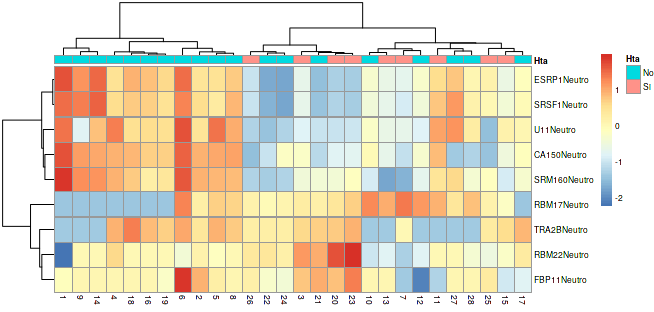 Hta
Hta
No
SI
ESRP1Neutro
SRSF1Neutro
U11Neutro
CA150Neutro
SRM160Neutro
RBM17Neutro
TRA2BNeutro
RBM22Neutro
FBP11Neutro
1
0
-1
-2
1 9 14 4 18 16 19 6 2 5 8 26 22 24 3 21 20 23 10 13 7 12 11 27 28 25 15 17